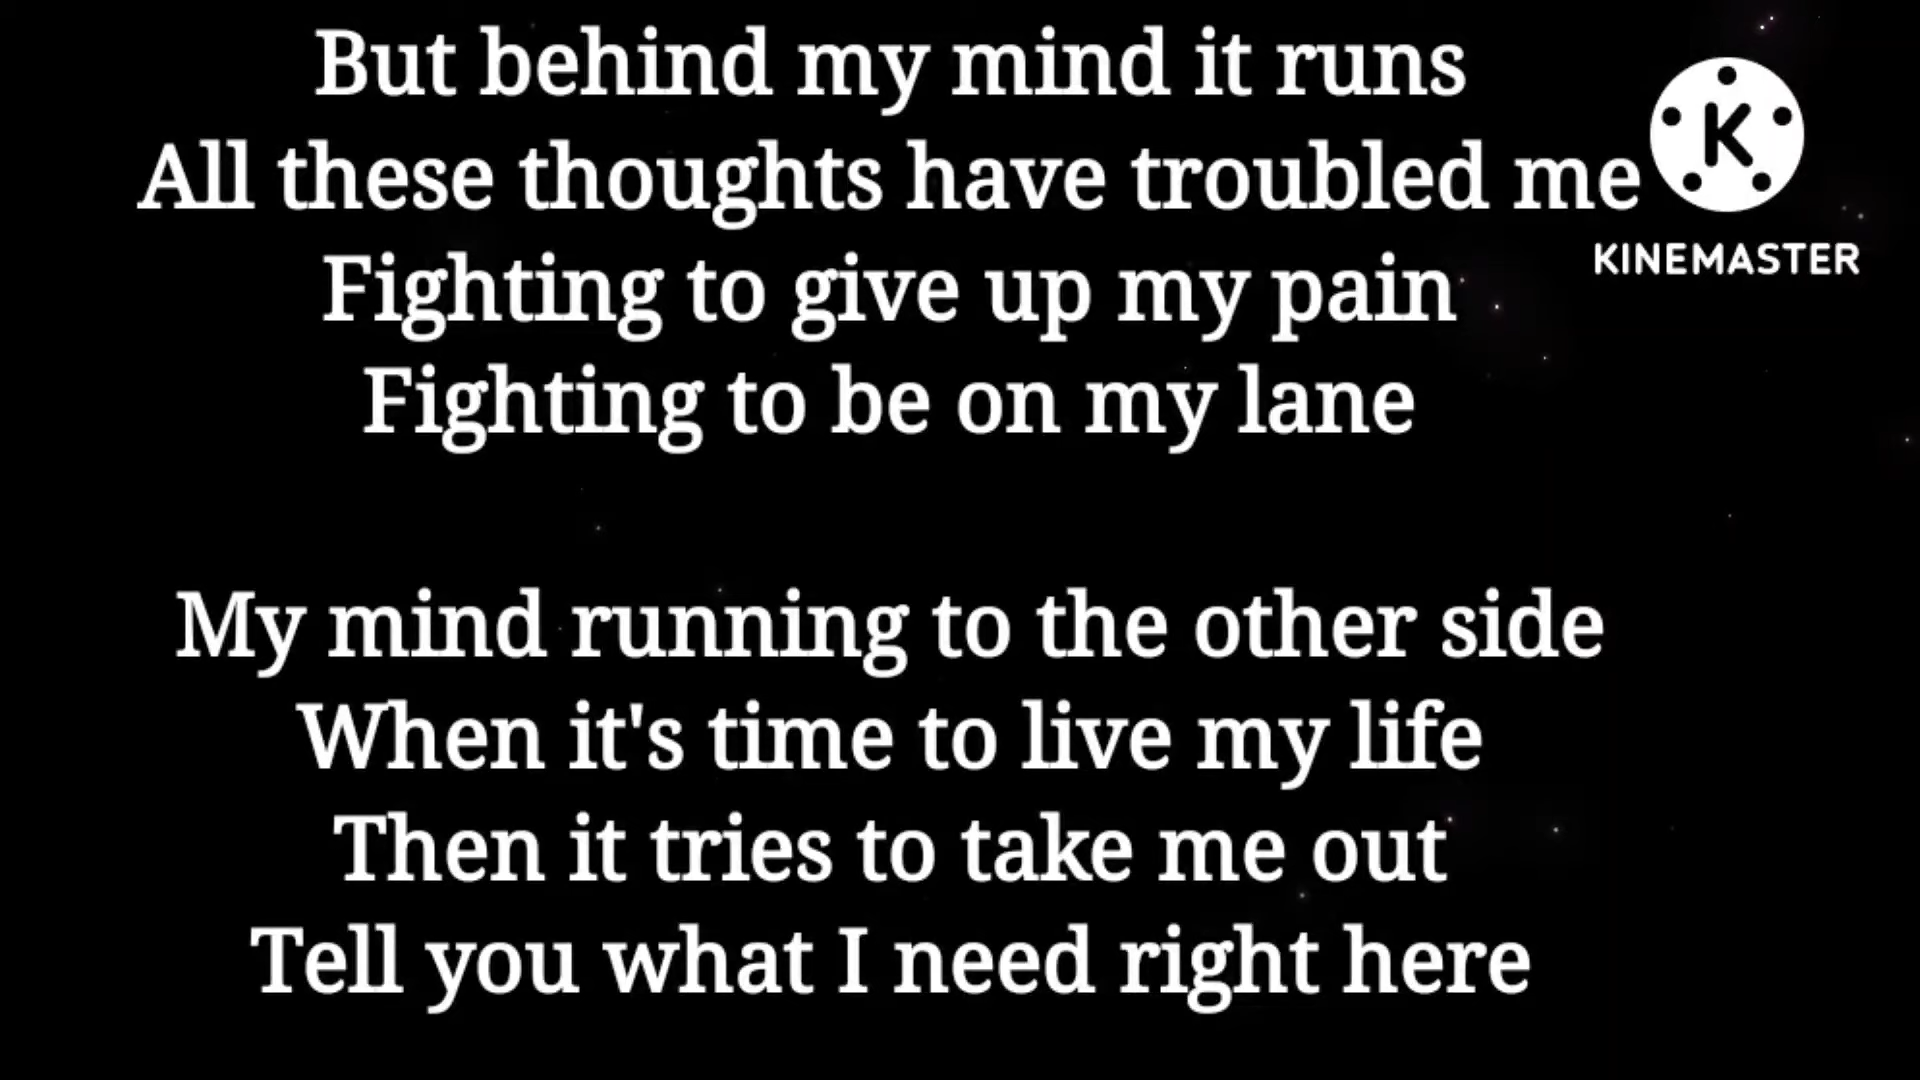 But behind my mind it runs
All these thoughts have troubled me
Fighting to give up my pain
Fighting to be on my lane
My mind running to the other side
When it's time to live my life
Then it tries to take me out
Tell you what I need right here
K
KINEMASTER